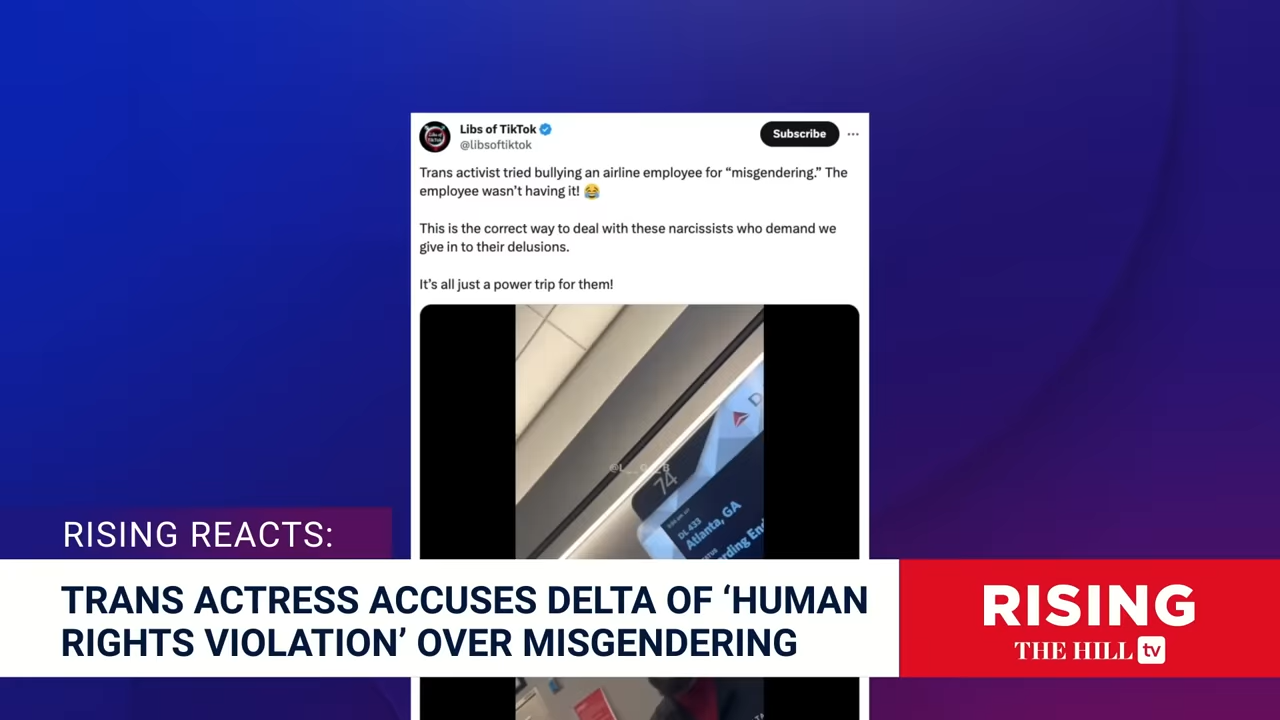 Libs of TikTok
@libsoftiktok
Subscribe
Trans activist tried bullying an airline employee for “misgendering.” The
employee wasn’t having it! 😂
This is the correct way to deal with these narcissists who demand we
give in to their delusions.
It’s all just a power trip for them!
74
DL 433
Atlanta, GA
RISING REACTS:
TRANS ACTRESS ACCUSES DELTA OF ‘HUMAN
RIGHTS VIOLATION’ OVER MISGENDERING
RISING
THE HILL tv